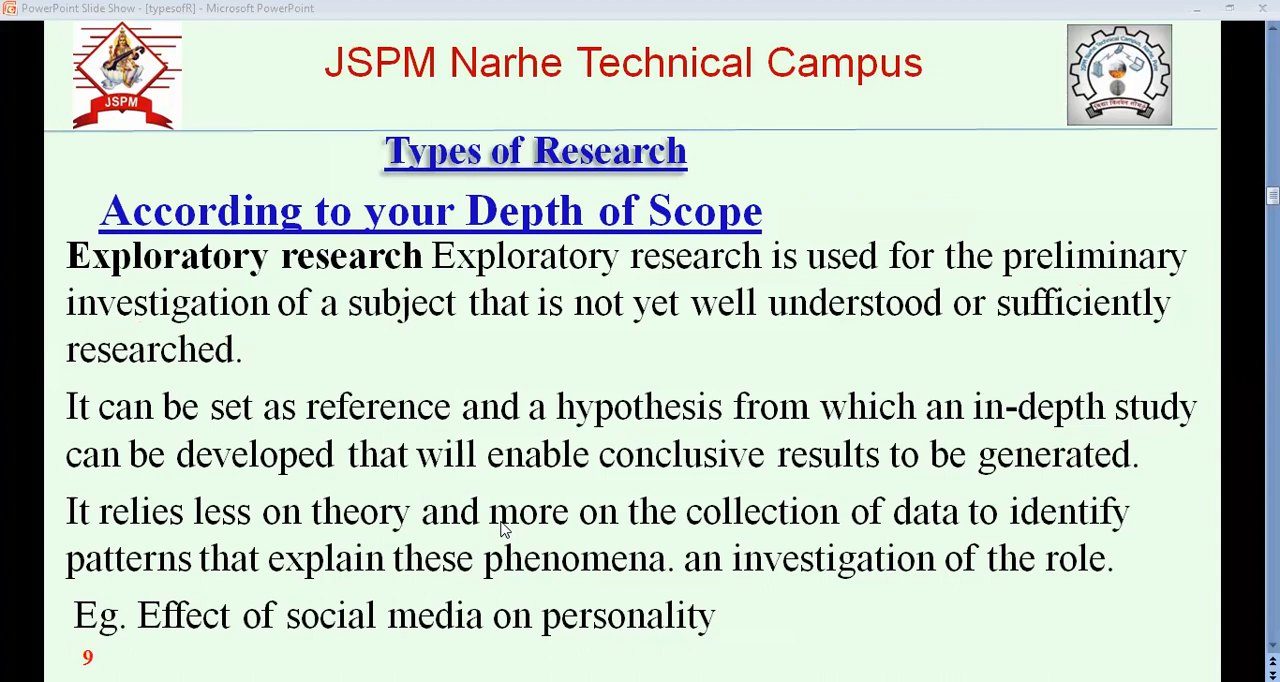 PowerPoint Slide Show - [typesofR] - Microsoft PowerPoint
JSPM Narhe Technical Campus
JSPM
Types of Research
According to your Depth of Scope
Exploratory research Exploratory research is used for the preliminary
investigation of a subject that is not yet well understood or sufficiently
researched.
It can be set as reference and a hypothesis from which an in-depth study
can be developed that will enable conclusive results to be generated.
It relies less on theory and more on the collection of data to identify
patterns that explain these phenomena. an investigation of the role.
Eg. Effect of social media on personality
9